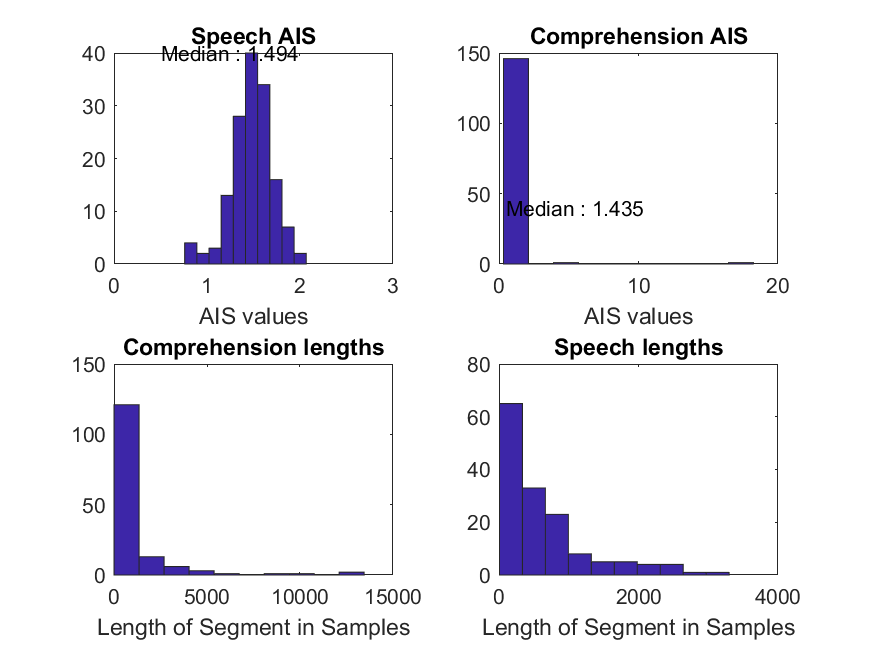 Speech AIS
Median : 1.494
40
30
20
10
0
0 1 2 3
AIS values
Comprehension AIS
150
100
50
Median : 1.435
0
0 10 20
AIS values
Comprehension lengths
150
100
50
0
0 5000 10000 15000
Length of Segment in Samples
Speech lengths
80
60
40
20
0
0 2000 4000
Length of Segment in Samples